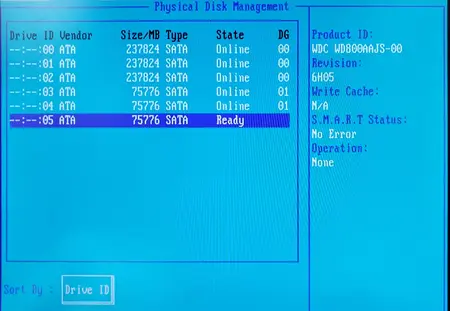 Physical Disk Management
Drive ID Vendor Size/MB Type State DG
--:--:00 ATA 237824 SATA Online 00
--:--:01 ATA 237824 SATA Online 00
--:--:02 ATA 237824 SATA Online 00
--:--:03 ATA 75776 SATA Online 01
--:--:04 ATA 75776 SATA Online 01
--:--:05 ATA 75776 SATA Ready
Sort By : Drive ID
Product ID:
WDC WD800AAJS-00
Revision:
6H05
Write Cache:
N/A
S.M.A.R.T Status:
No Error
Operation:
None